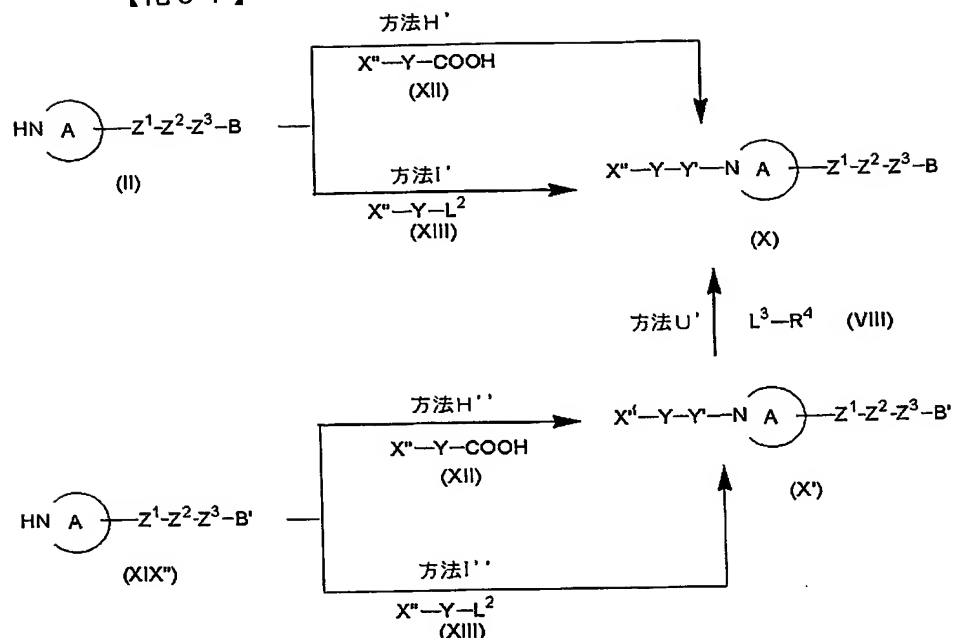 方法H'
X"—Y—COOH
(XII)
HN A —Z¹-Z²-Z³—B
(II)
方法I'
X"—Y—L²
(XIII)
X"—Y—Y'—N A —Z¹-Z²-Z³—B
(X)
方法U' L³—R⁴ (VIII)
方法H''
X"—Y—COOH
(XII)
X"—Y—Y'—N A —Z¹-Z²-Z³—B'
(X')
HN A —Z¹-Z²-Z³—B'
(XIX")
方法I''
X"—Y—L²
(XIII)